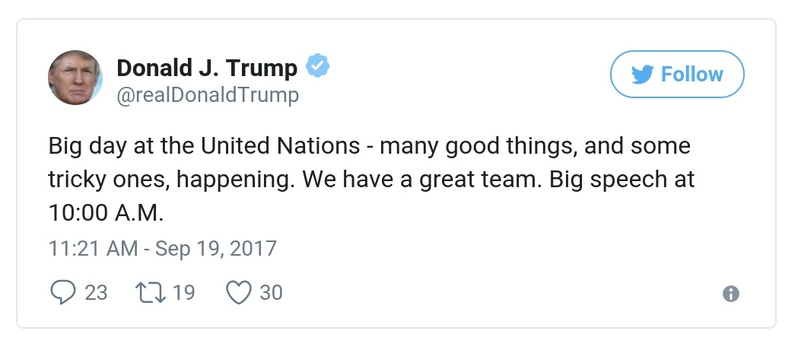 Donald J. Trump
@realDonaldTrump
Follow
Big day at the United Nations - many good things, and some
tricky ones, happening. We have a great team. Big speech at
10:00 A.M.
11:21 AM - Sep 19, 2017
23 19 30